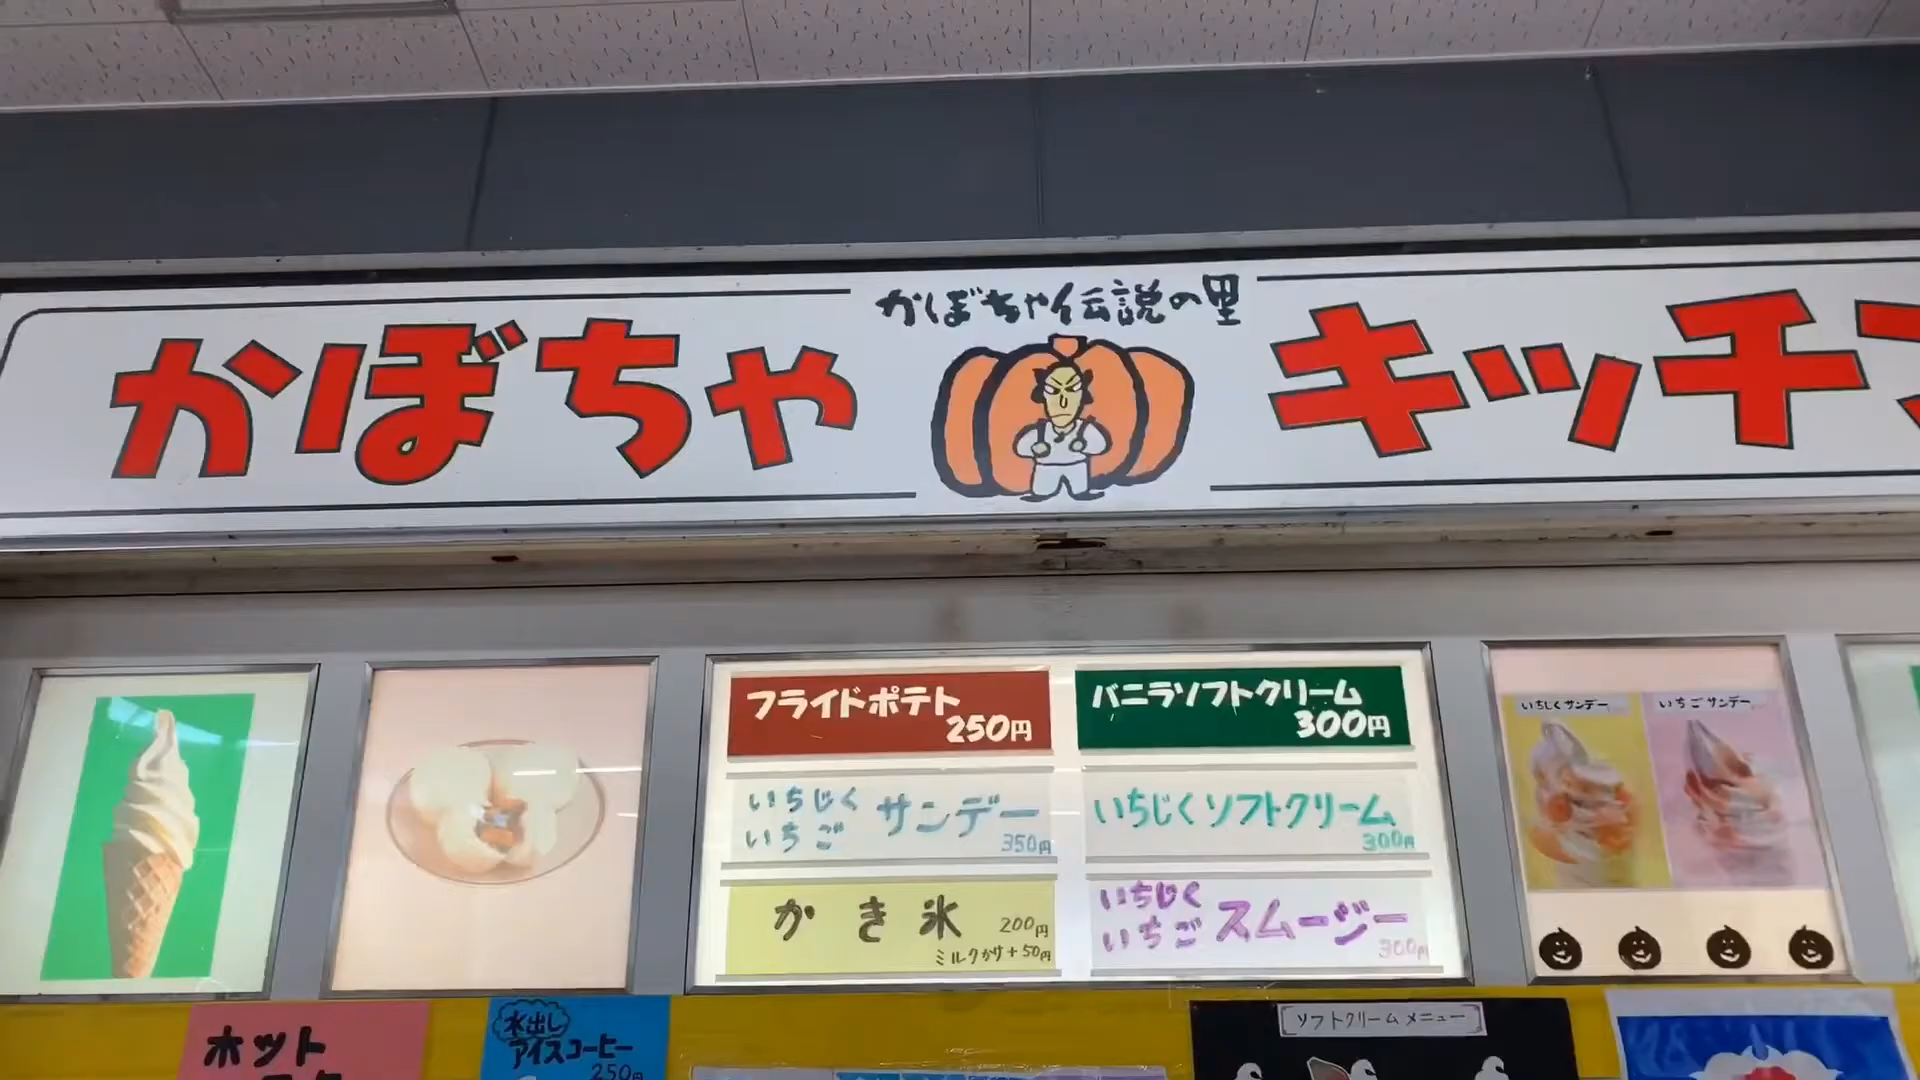 かぼちゃ伝説の里
かぼちゃ
キッチ
フライドポテト
250円
バニラソフトクリーム
300円
いちじく
いちご
サンデー
350円
いちじくソフトクリーム
300円
かき氷
200円
ミルクかけ+50円
いちじく
いちご
スムージー
300円
いちじくサンデー
いちごサンデー
ホット
水出し
アイスコーヒー
250円
ソフトクリームメニュー